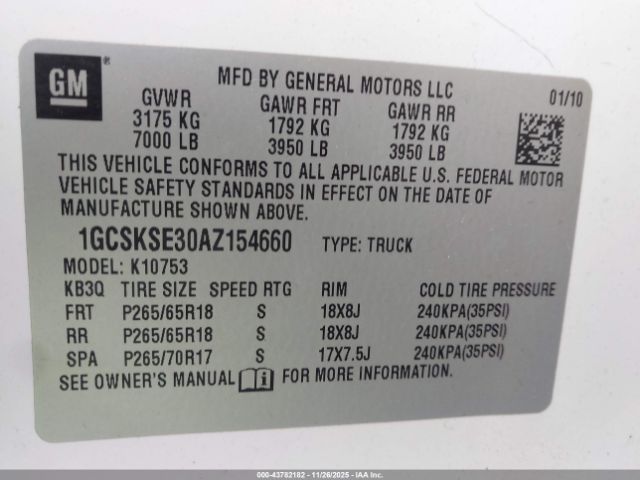 GM ®
MFD BY GENERAL MOTORS LLC
01/10
GVWR GAWR FRT GAWR RR
3175 KG 1792 KG 1792 KG
7000 LB 3950 LB 3950 LB
THIS VEHICLE CONFORMS TO ALL APPLICABLE U.S. FEDERAL MOTOR
VEHICLE SAFETY STANDARDS IN EFFECT ON THE DATE OF
MANUFACTURE SHOWN ABOVE.
1GCSKSE30AZ154660 TYPE: TRUCK
MODEL: K10753
KB3Q TIRE SIZE SPEED RTG RIM COLD TIRE PRESSURE
FRT P265/65R18 S 18X8J 240KPA(35PSI)
RR P265/65R18 S 18X8J 240KPA(35PSI)
SPA P265/70R17 S 17X7.5J 240KPA(35PSI)
SEE OWNER'S MANUAL FOR MORE INFORMATION.
000-43782182 - 11/26/2025 - IAAI.com